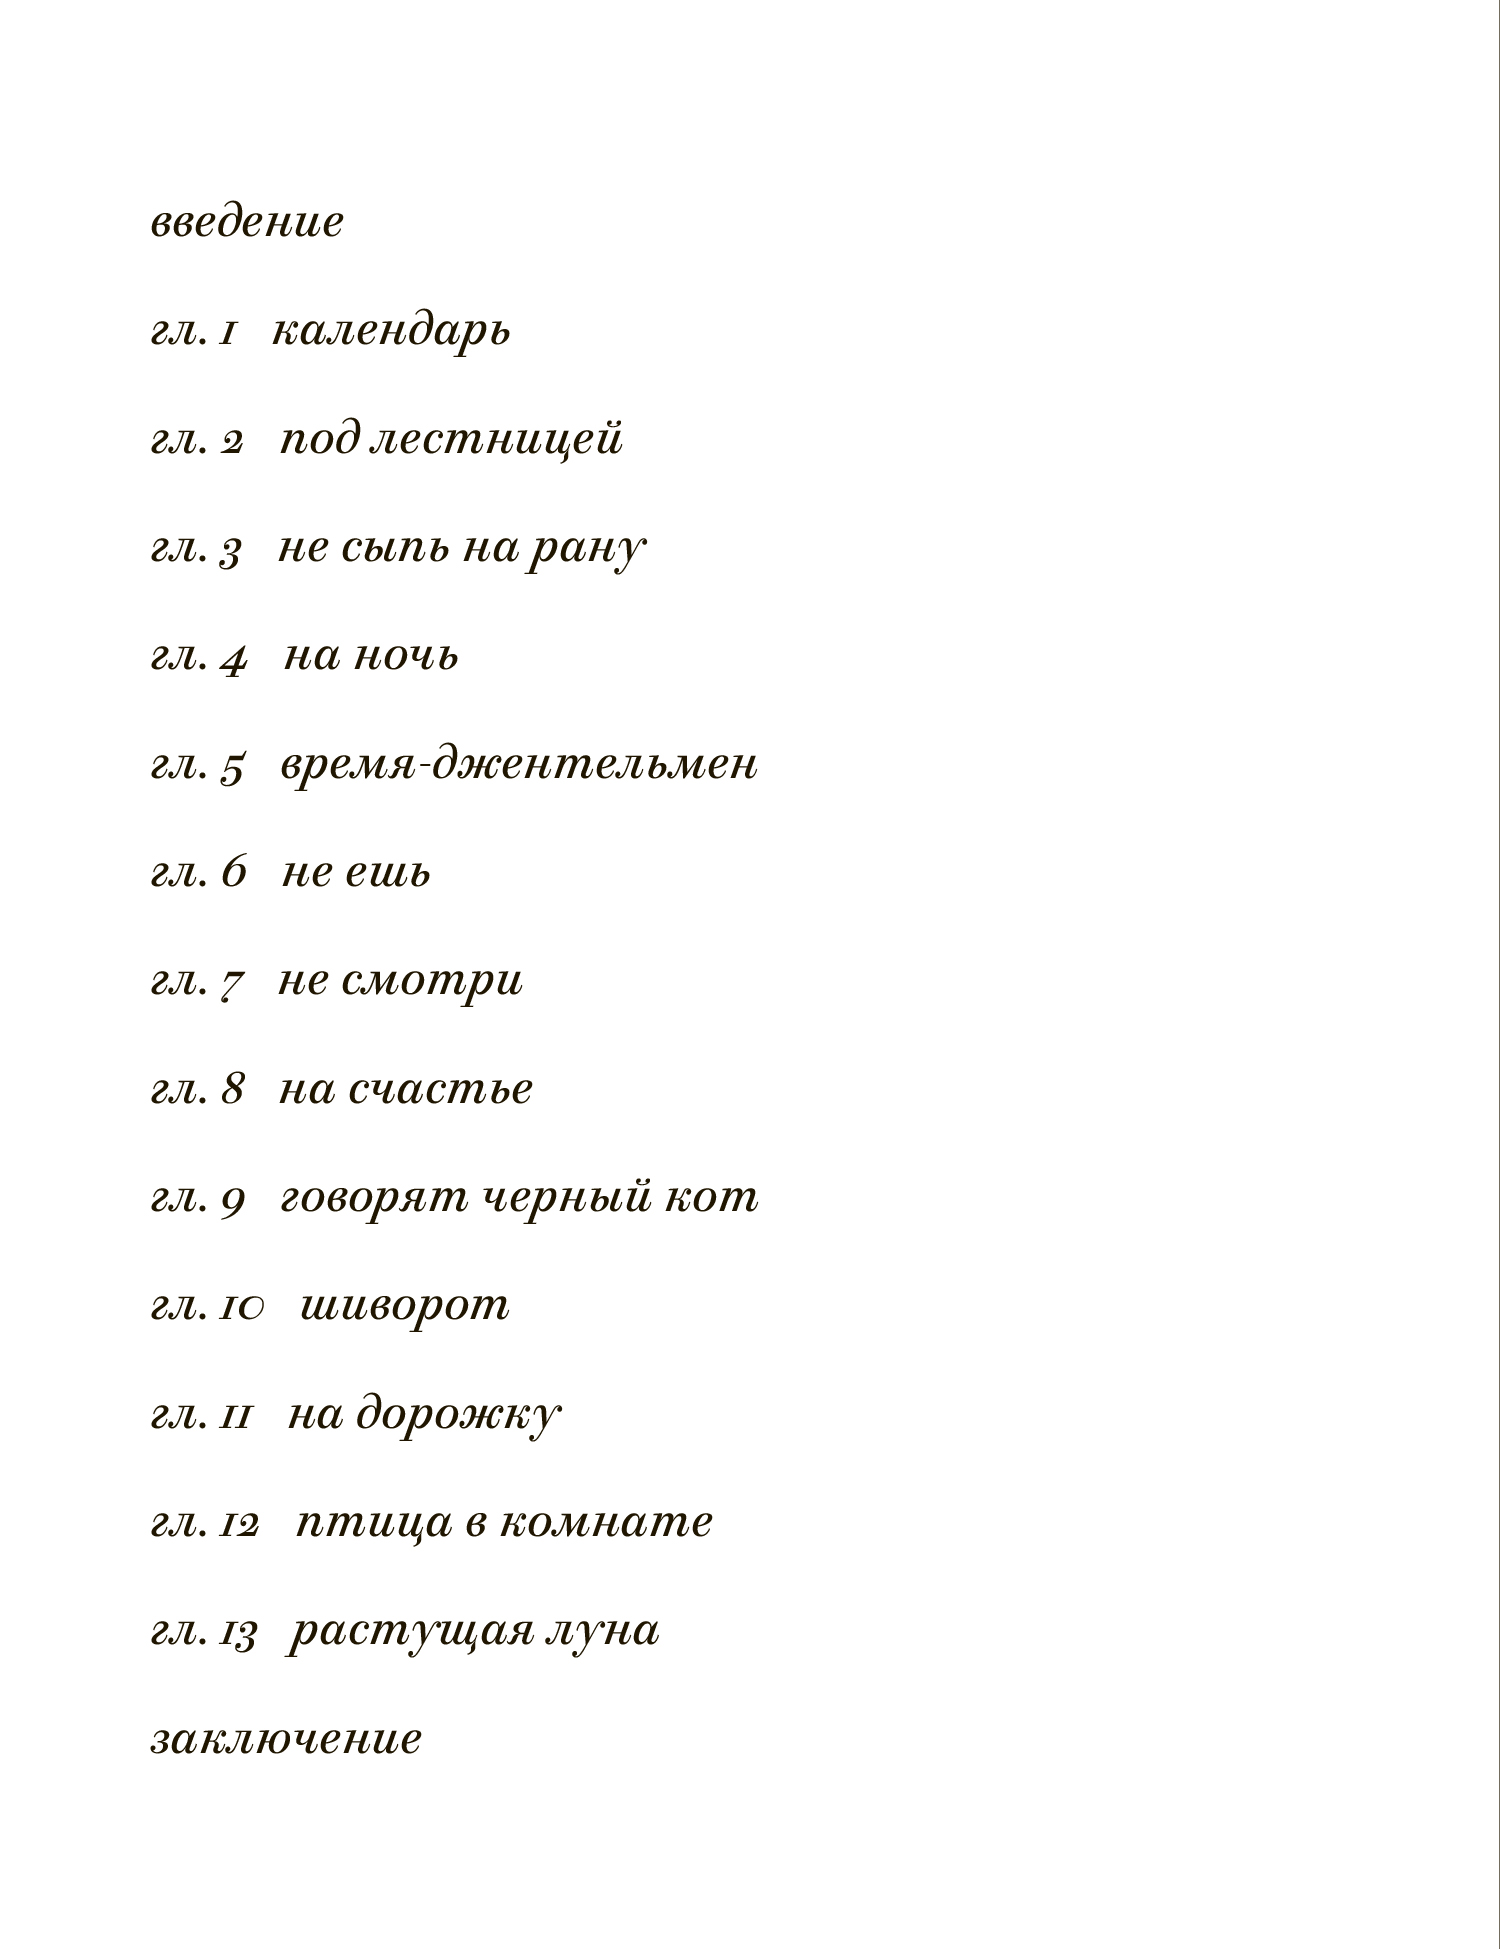 введение
гл. 1 календарь
гл. 2 под лестницей
гл. 3 не сыпь на рану
гл. 4 на ночь
гл. 5 время-джентельмен
гл. 6 не ешь
гл. 7 не смотри
гл. 8 на счастье
гл. 9 говорят черный кот
гл. 10 шиворот
гл. 11 на дорожку
гл. 12 птица в комнате
гл. 13 растущая луна
заключение